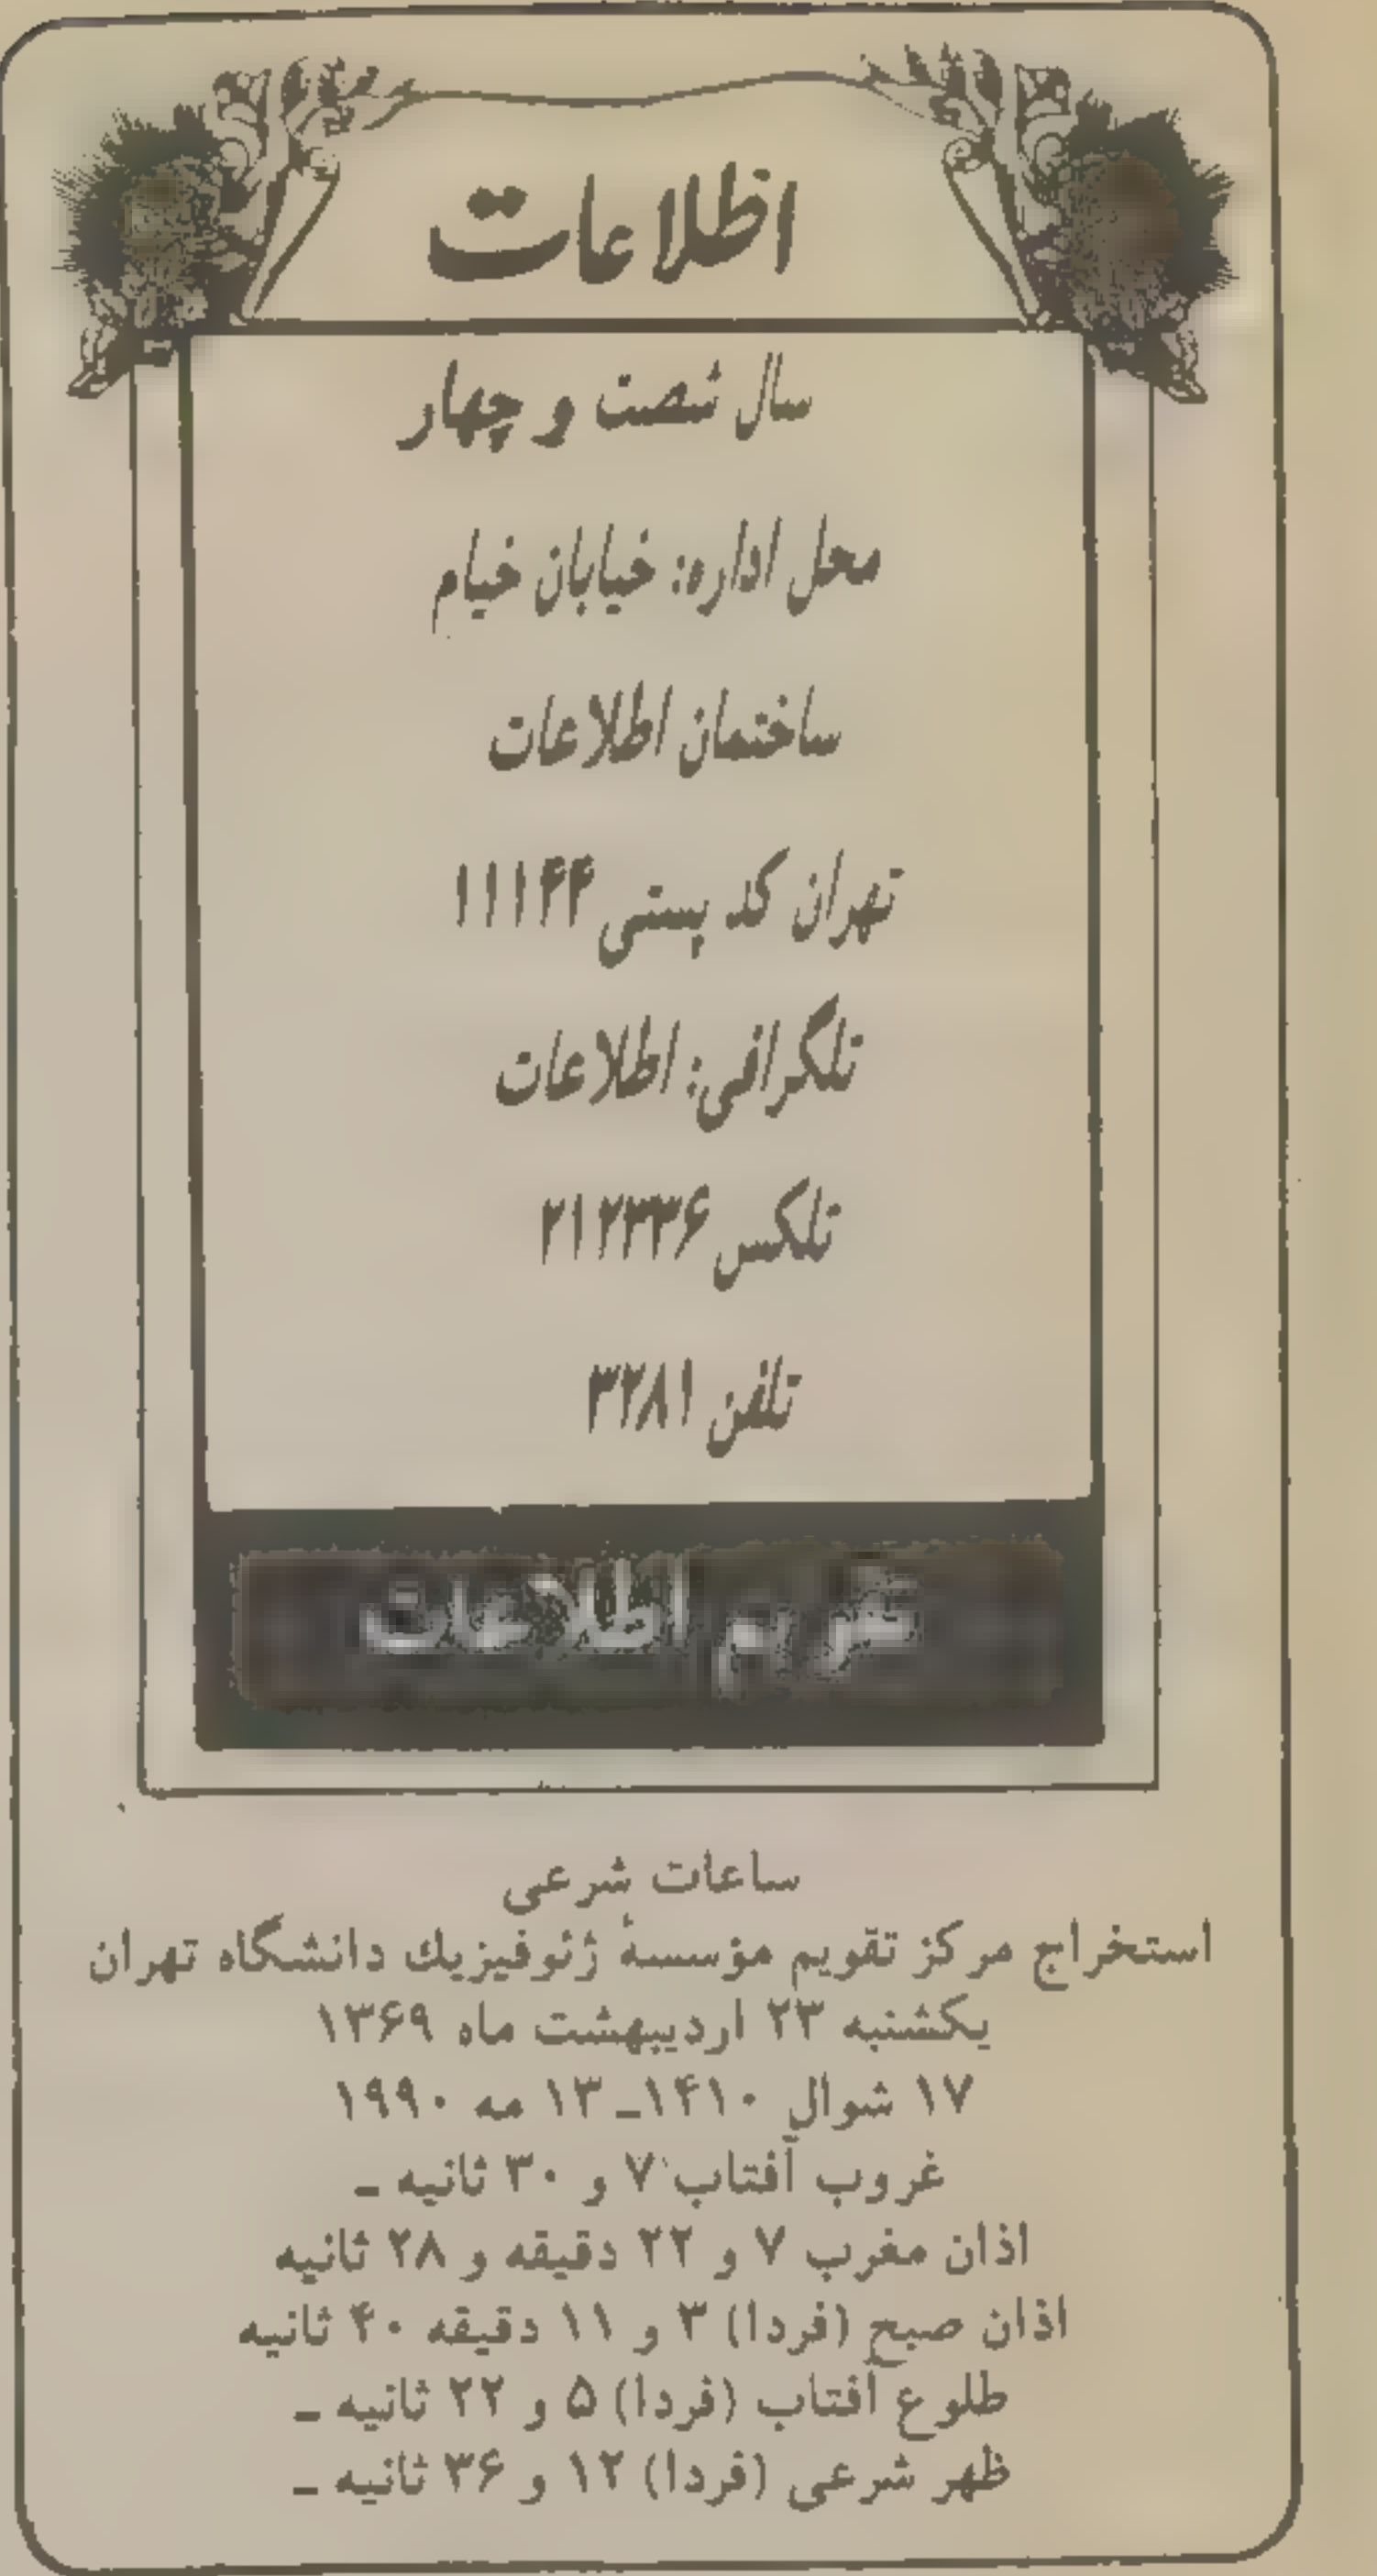 اطلاعات
سال شصت و چهار
محل اداره: خیابان خیام
ساختمان اطلاعات
تهران کد پستی ۱۱۱۴۴
تلگرافی: اطلاعات
تلکس ۲۱۲۳۳۶
تلفن ۳۲۸۱
اطلاعات
ساعات شرعی
استخراج مرکز تقویم مؤسسهٔ ژئوفیزیك دانشگاه تهران
یکشنبه ۲۳ اردیبهشت ماه ۱۳۶۹
۱۷ شوال ۱۴۱۰ـ ۱۳ مه ۱۹۹۰
غروب آفتاب ۷ و ۳۰ ثانیه ـ
اذان مغرب ۷ و ۲۲ دقیقه و ۲۸ ثانیه
اذان صبح (فردا) ۳ و ۱۱ دقیقه ۴۰ ثانیه
طلوع آفتاب (فردا) ۵ و ۲۲ ثانیه ـ
ظهر شرعی (فردا) ۱۲ و ۳۶ ثانیه ـ